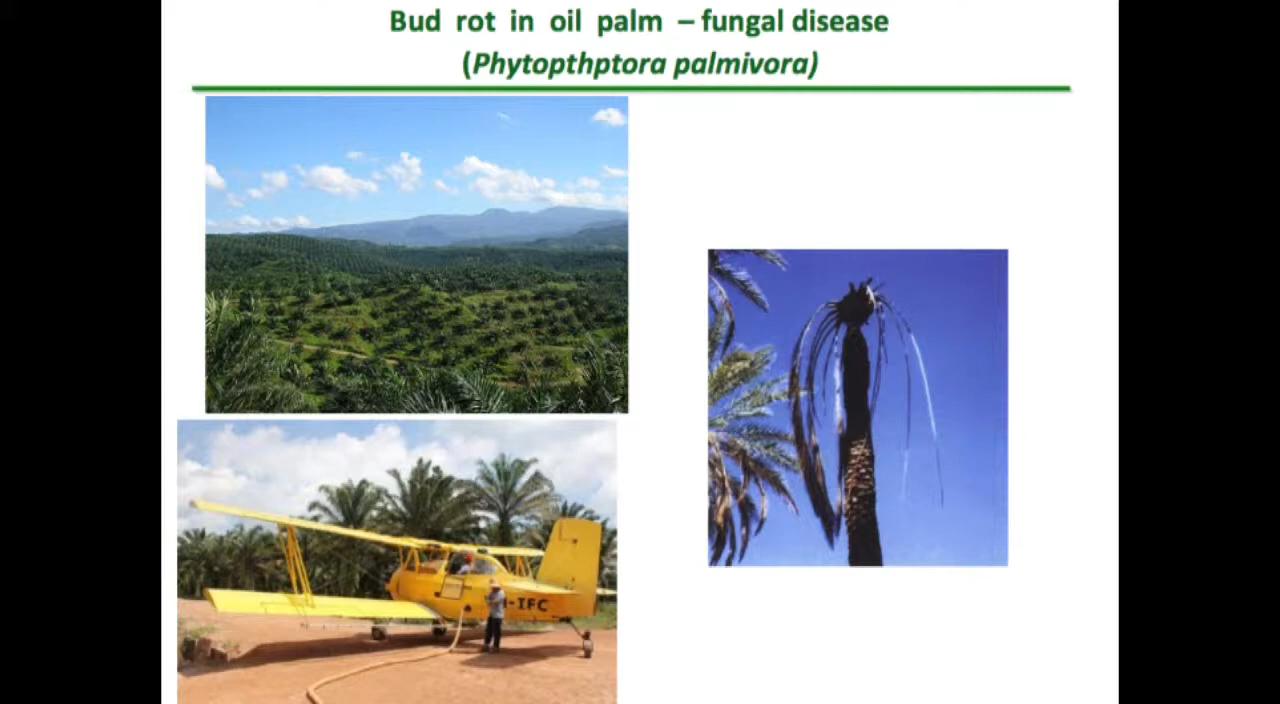 Bud rot in oil palm – fungal disease
(Phytopthptora palmivora)
-IFC